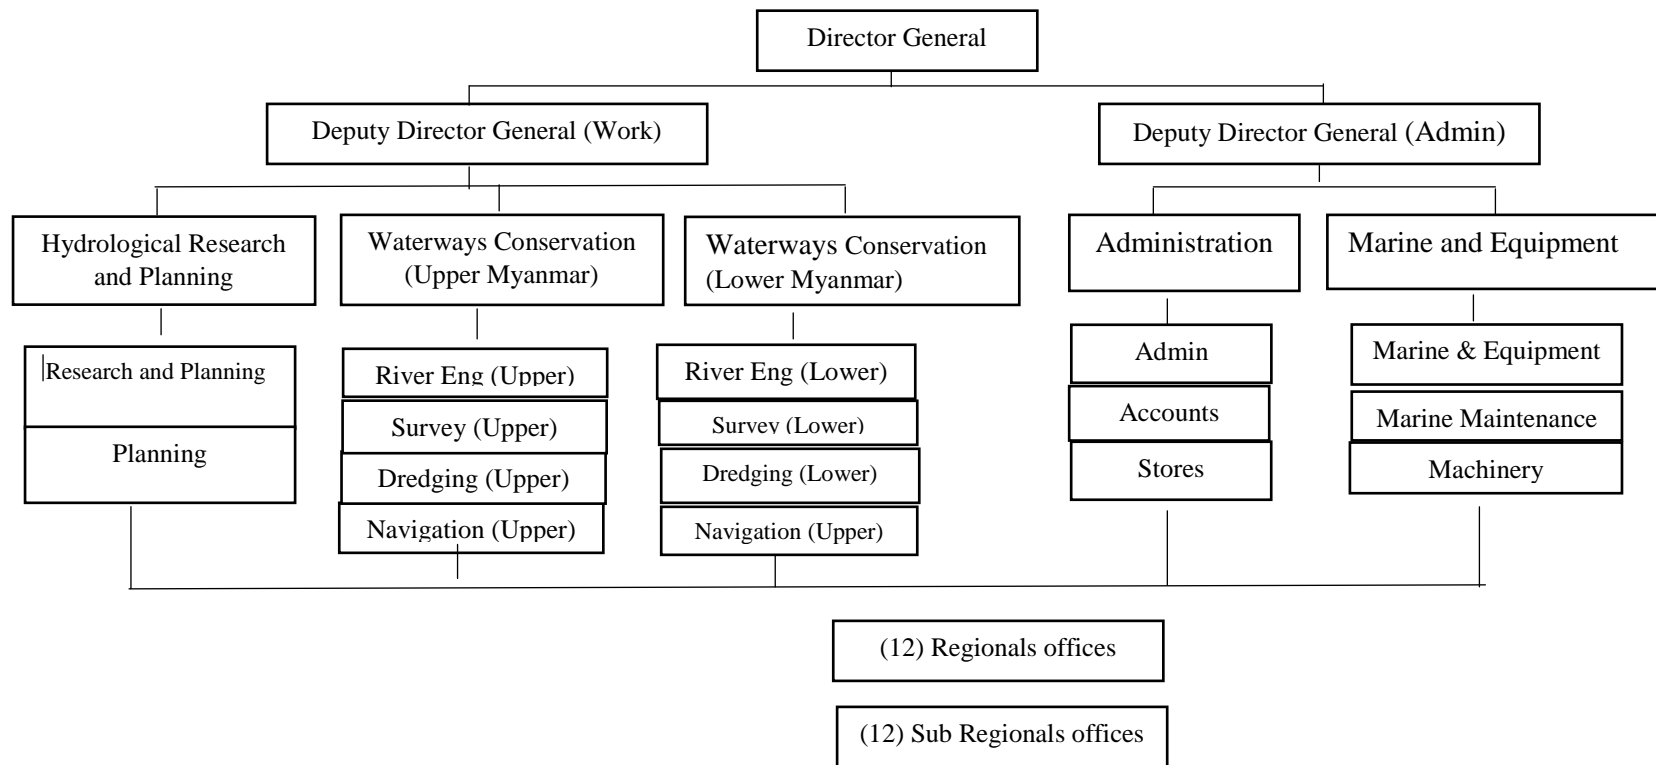 Director General
Deputy Director General (Work)
Deputy Director General (Admin)
Hydrological Research
and Planning
Waterways Conservation
(Upper Myanmar)
Waterways Conservation
(Lower Myanmar)
Administration
Marine and Equipment
Research and Planning
Planning
River Eng (Upper)
Survey (Upper)
Dredging (Upper)
Navigation (Upper)
River Eng (Lower)
Survey (Lower)
Dredging (Lower)
Navigation (Upper)
Admin
Accounts
Stores
Marine & Equipment
Marine Maintenance
Machinery
(12) Regionals offices
(12) Sub Regionals offices